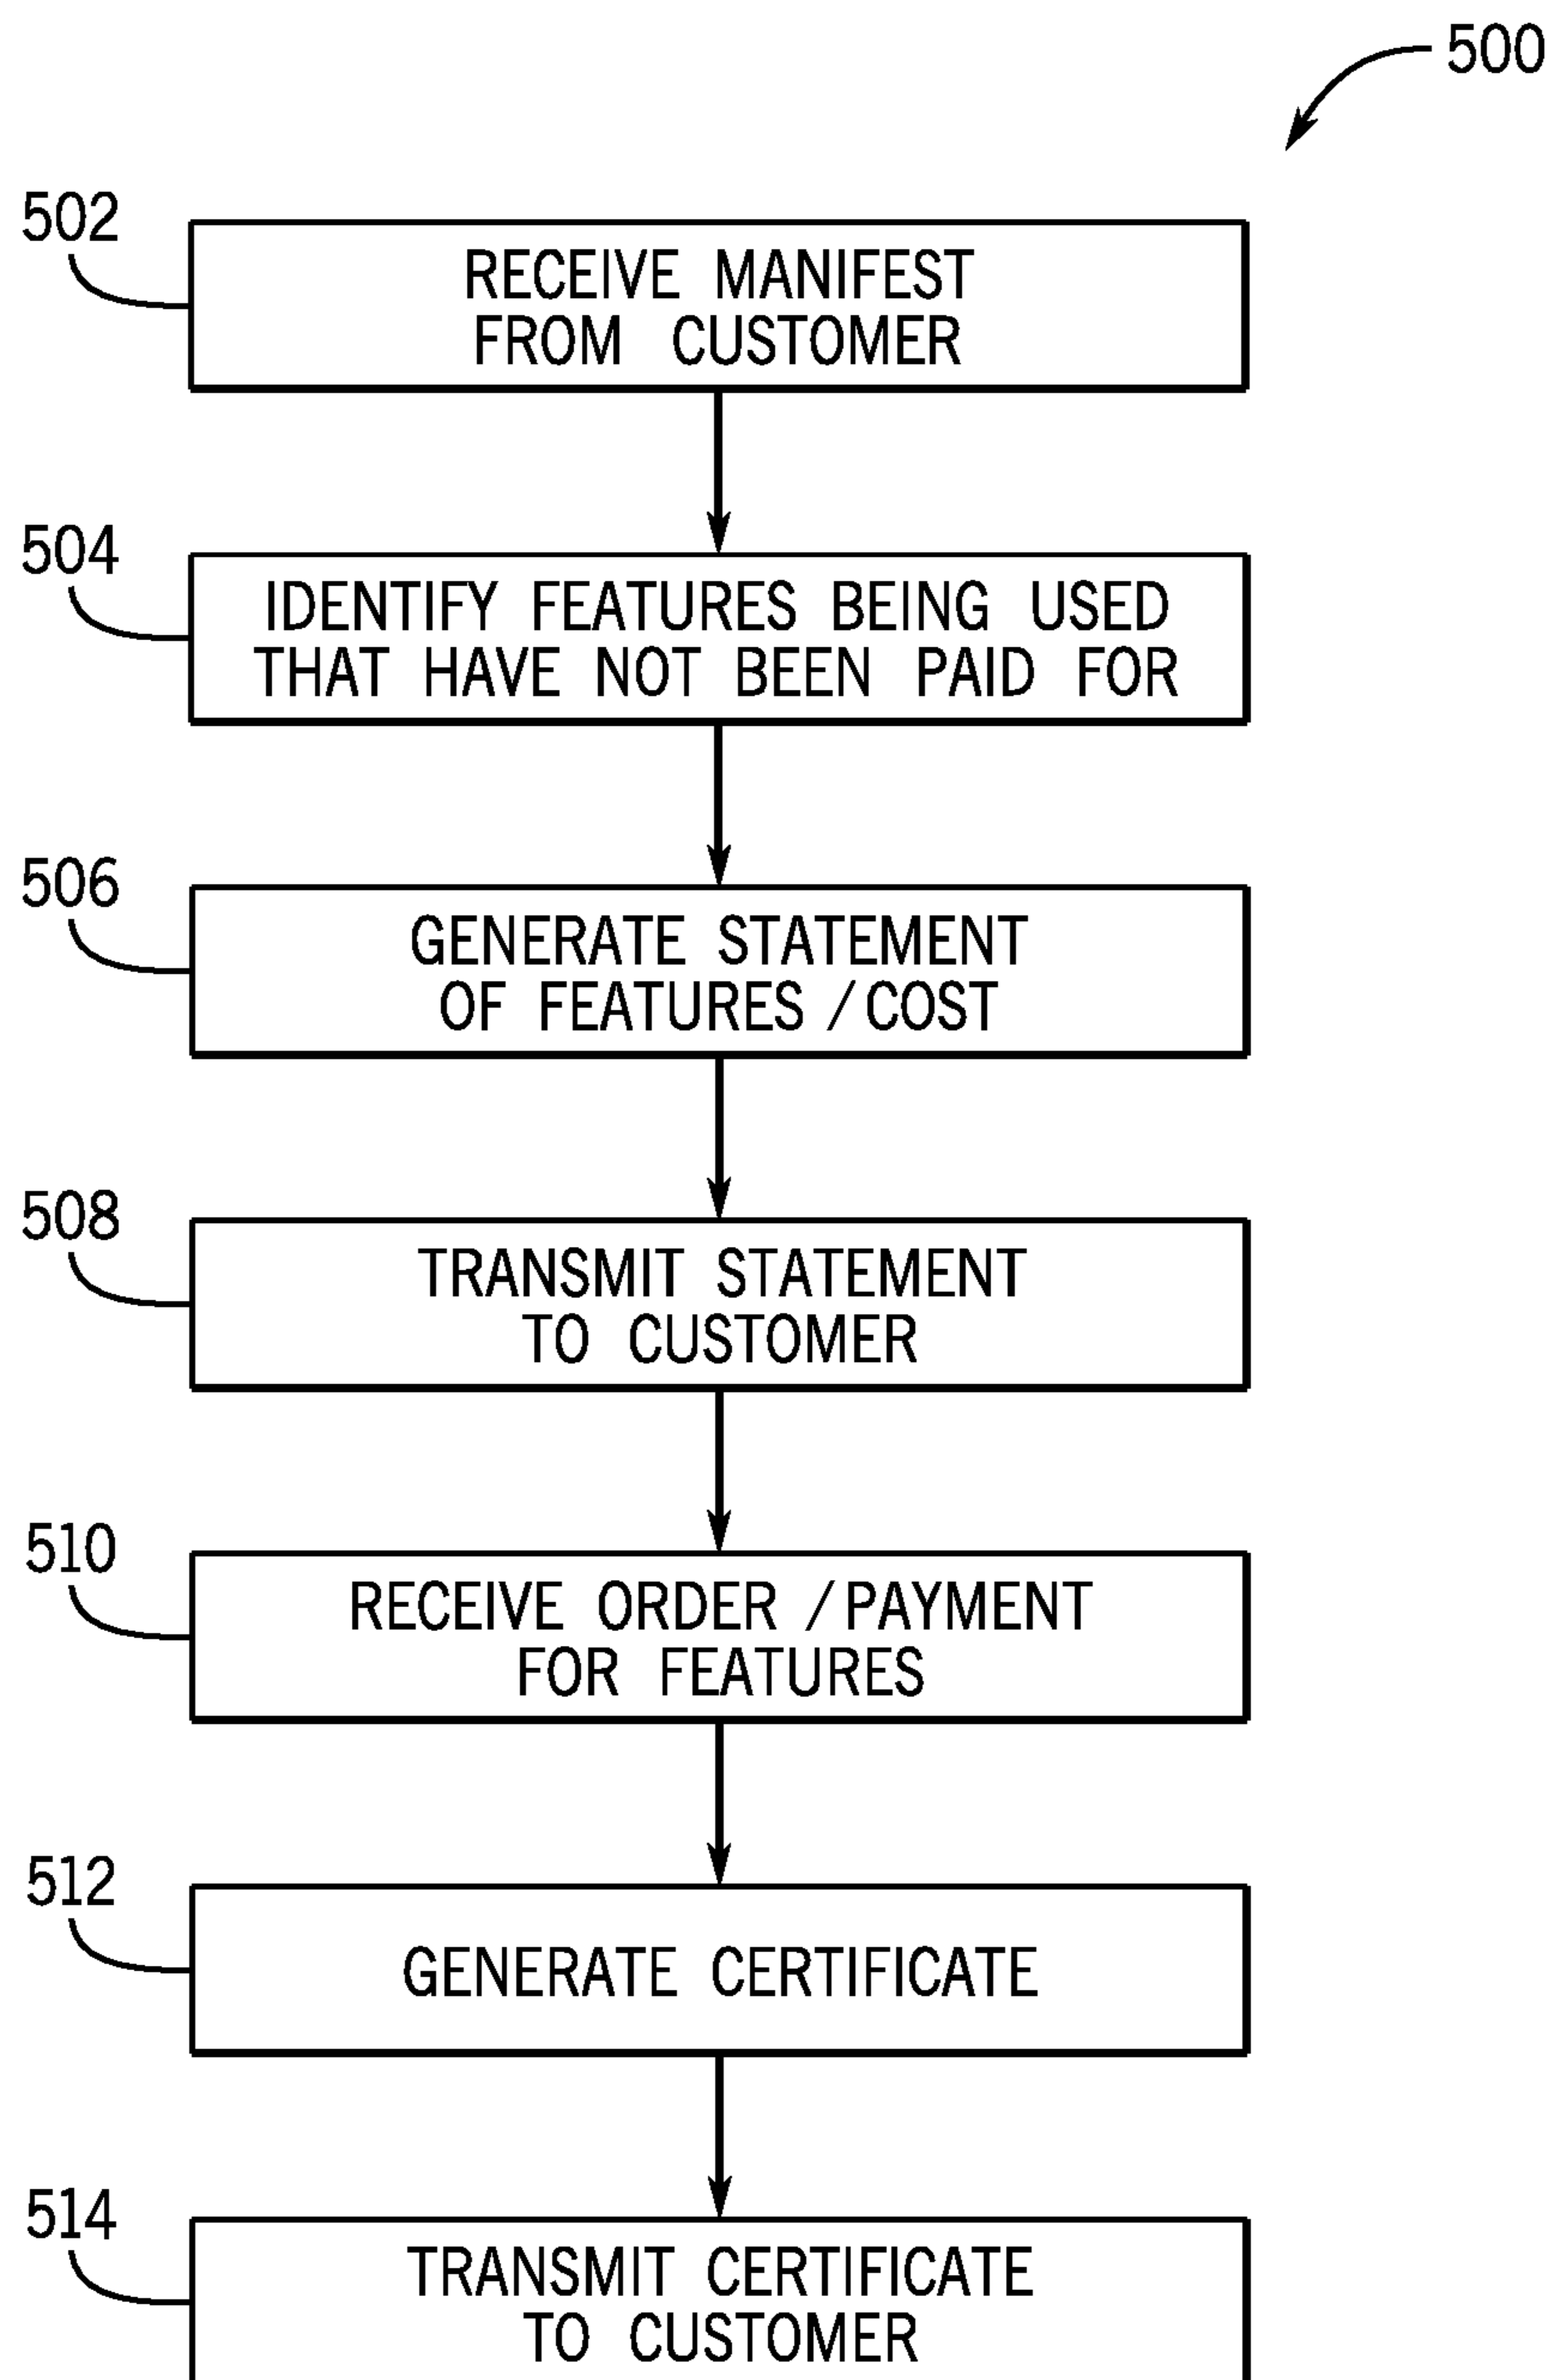 500
502
RECEIVE MANIFEST
FROM CUSTOMER
504
IDENTIFY FEATURES BEING USED
THAT HAVE NOT BEEN PAID FOR
506
GENERATE STATEMENT
OF FEATURES /COST
508
TRANSMIT STATEMENT
TO CUSTOMER
510
RECEIVE ORDER /PAYMENT
FOR FEATURES
512
GENERATE CERTIFICATE
514
TRANSMIT CERTIFICATE
TO CUSTOMER